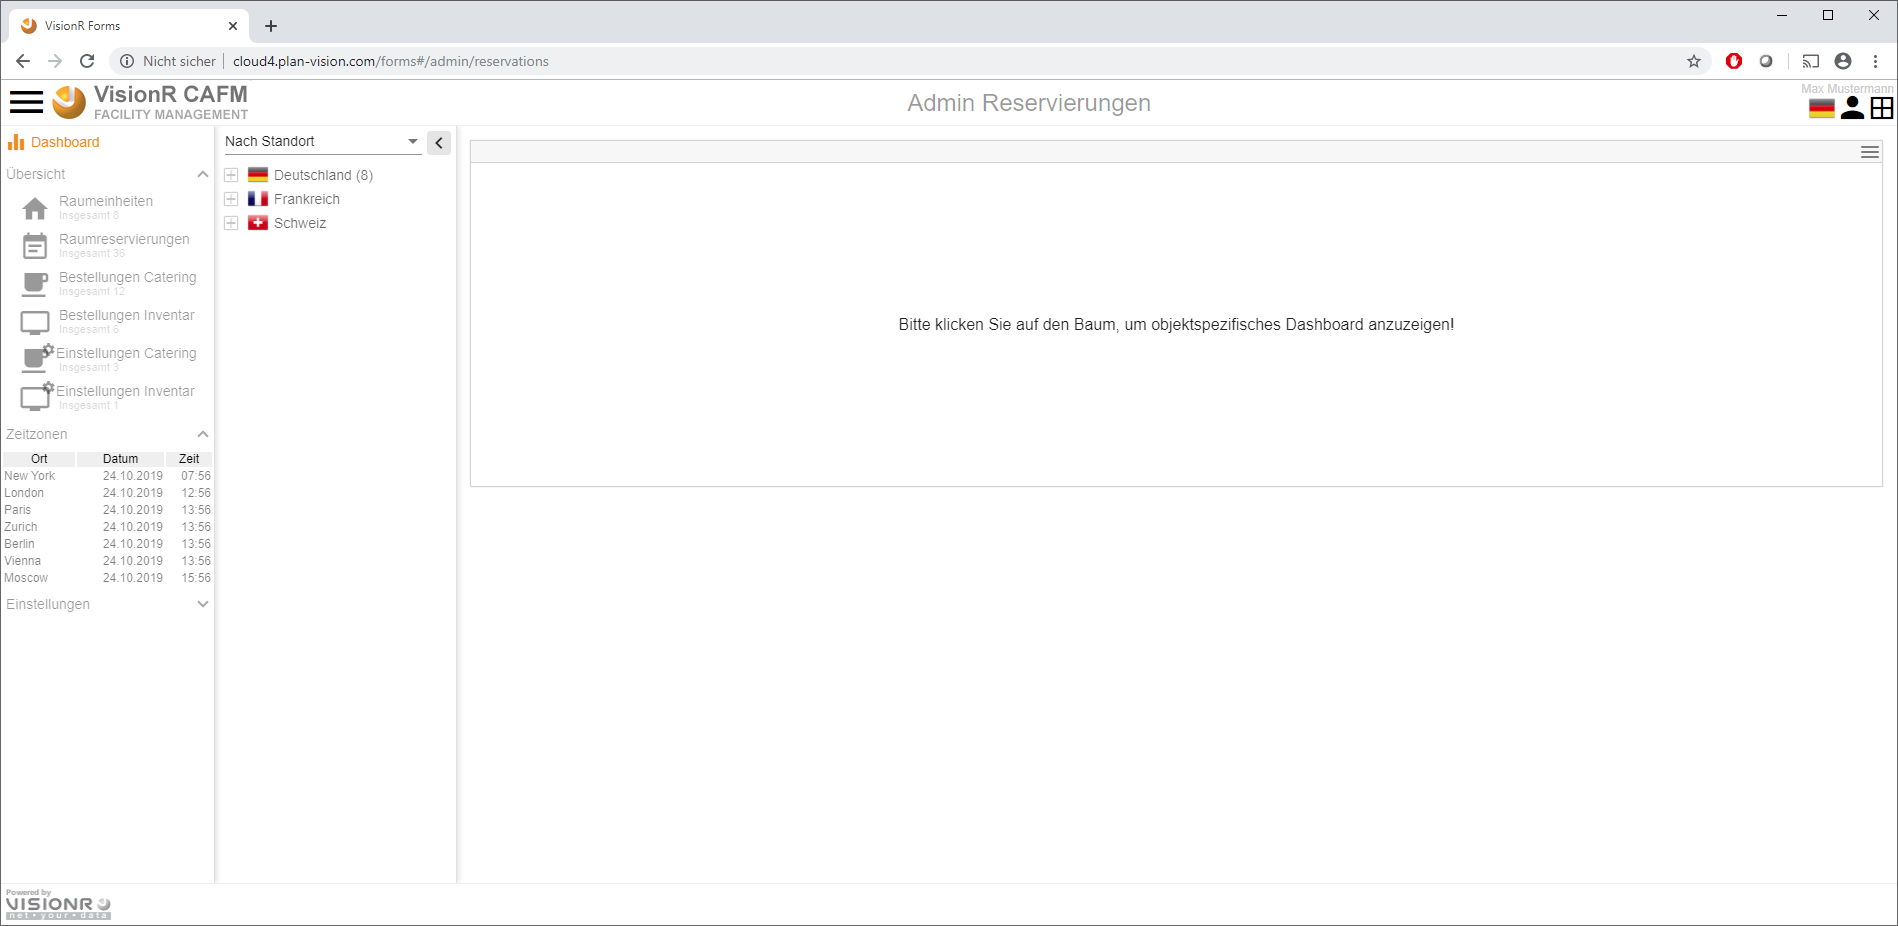 VisionR Forms
Nicht sicher | cloud4.plan-vision.com/forms#/admin/reservations
VisionR CAFM
FACILITY MANAGEMENT
Admin Reservierungen
Max Mustermann
Dashboard
Übersicht
Raumeinheiten
Insgesamt 8
Raumreservierungen
Insgesamt 36
Bestellungen Catering
Insgesamt 12
Bestellungen Inventar
Insgesamt 6
Einstellungen Catering
Insgesamt 3
Einstellungen Inventar
Insgesamt 1
Zeitzonen
Ort Datum Zeit
New York 24.10.2019 07:56
London 24.10.2019 12:56
Paris 24.10.2019 13:56
Zurich 24.10.2019 13:56
Berlin 24.10.2019 13:56
Vienna 24.10.2019 13:56
Moscow 24.10.2019 15:56
Einstellungen
Nach Standort
Deutschland (8)
Frankreich
Schweiz
Bitte klicken Sie auf den Baum, um objektspezifisches Dashboard anzuzeigen!
Powered by
VISIONR
net • your • data